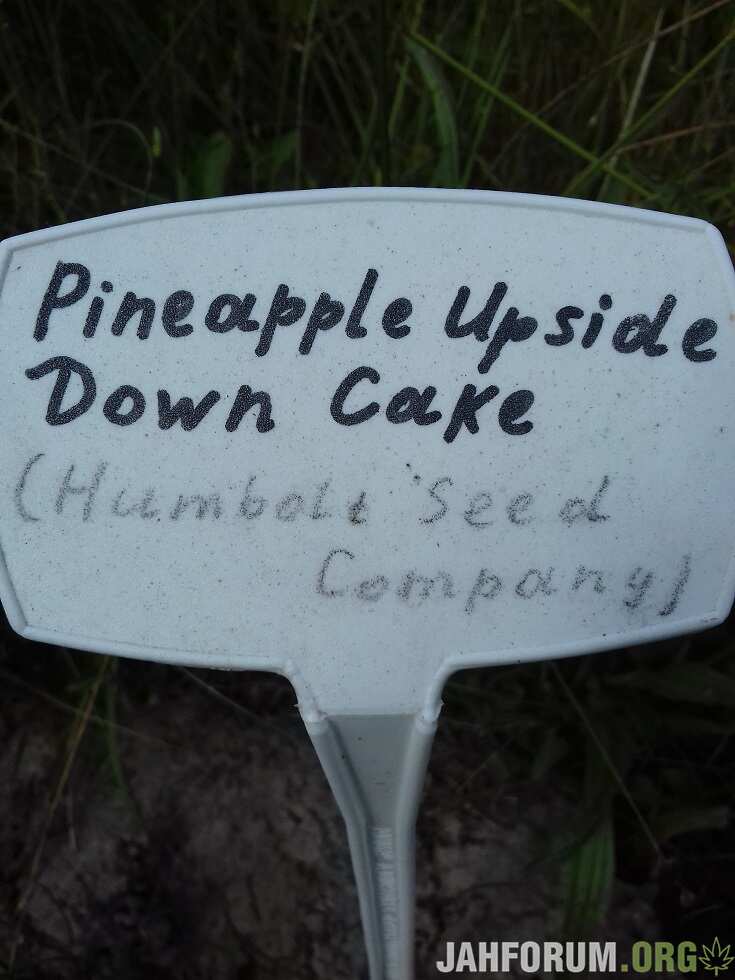 Pineapple Upside
Down Cake
(Humbolt Seed
Company)
JAHFORUM.ORG